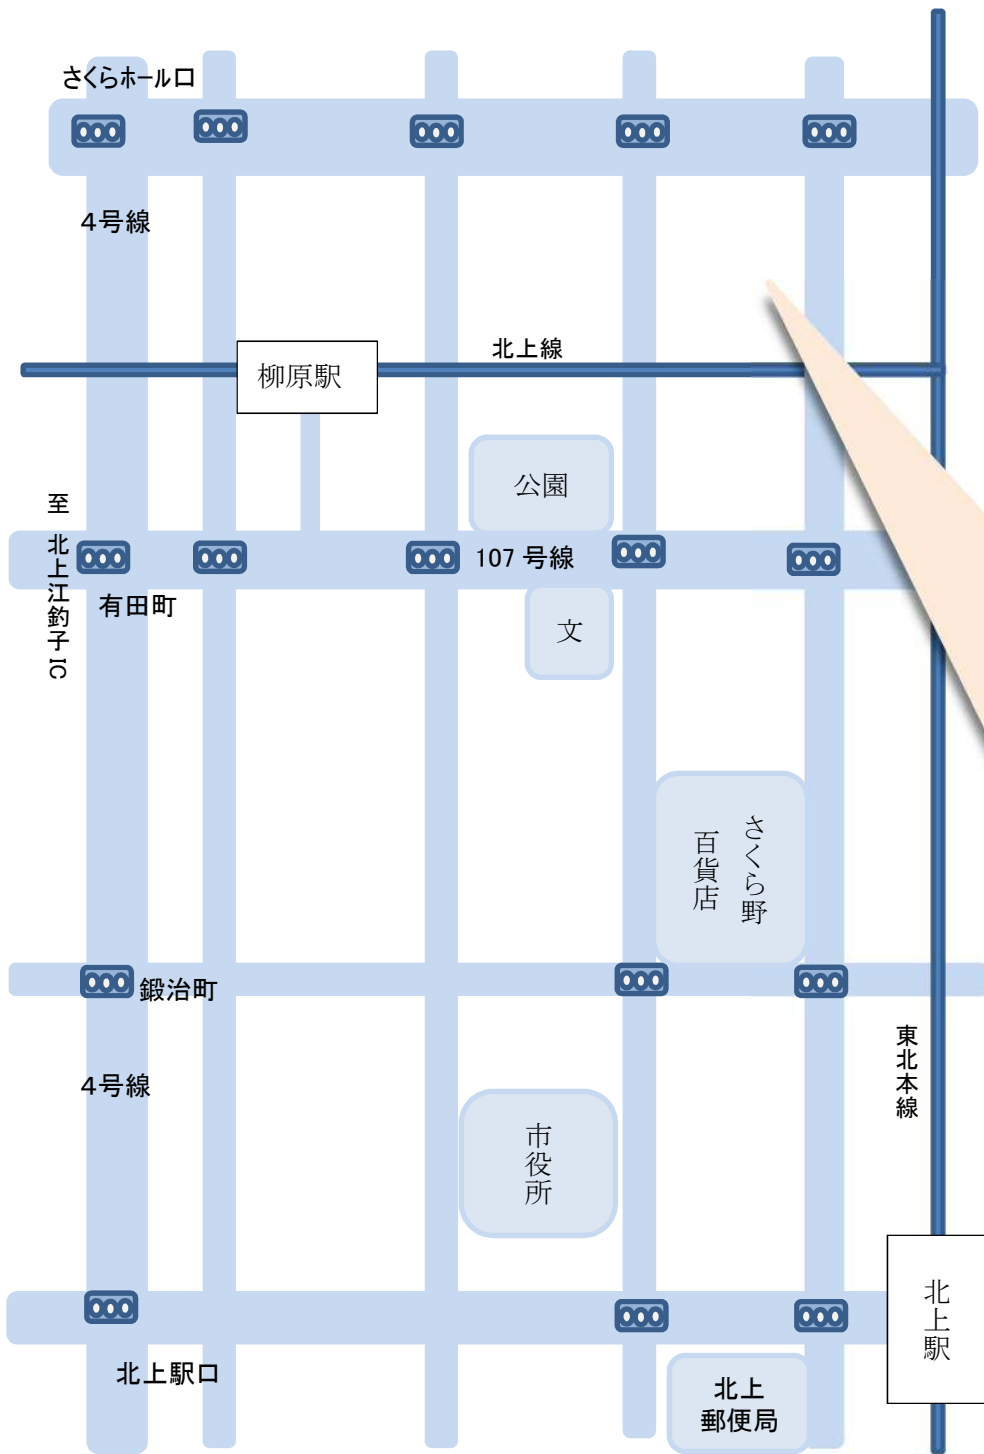 さくらホール口
4号線
北上線
柳原駅
公園
至 北上江釣子IC
107号線
有田町
文
さくら野
百貨店
鍛治町
4号線
東北本線
市役所
北上駅
北上駅口
北上
郵便局